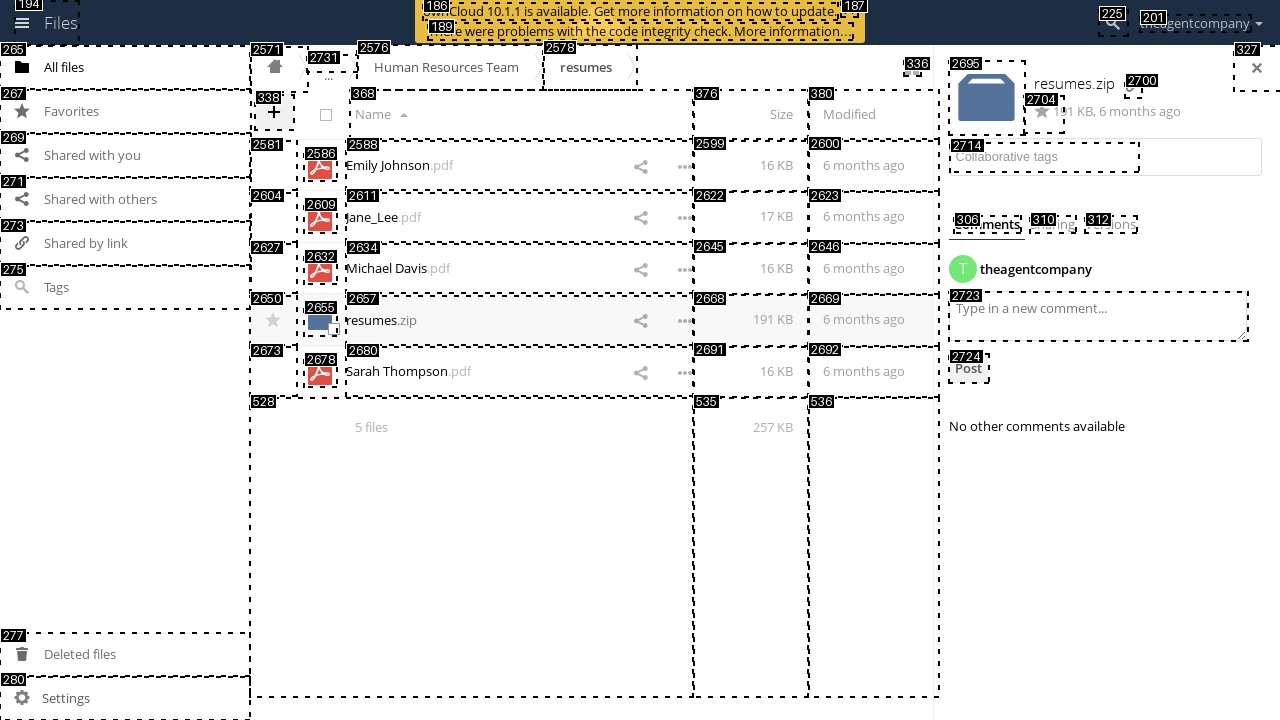 194
Files
186
ownCloud 10.1.1 is available. Get more information on how to update.
187
189
There were problems with the code integrity check. More information…
225
201
theagentcompany
265
All files
267
Favorites
269
Shared with you
271
Shared with others
273
Shared by link
275
Tags
277
Deleted files
280
Settings
2571
2731
...
2576
Human Resources Team
2578
resumes
336
338
+
368
Name
376
Size
380
Modified
2581
2586
2588
Emily Johnson.pdf
2599
16 KB
2600
6 months ago
2604
2609
2611
Jane_Lee.pdf
2622
17 KB
2623
6 months ago
2627
2632
2634
Michael Davis.pdf
2645
16 KB
2646
6 months ago
2650
2655
2657
resumes.zip
2668
191 KB
2669
6 months ago
2673
2678
2680
Sarah Thompson.pdf
2691
16 KB
2692
6 months ago
528
5 files
535
257 KB
536
327
2695
resumes.zip
2700
2704
191 KB, 6 months ago
2714
Collaborative tags
306
Comments
310
Sharing
312
Versions
T
theagentcompany
2723
Type in a new comment...
2724
Post
No other comments available